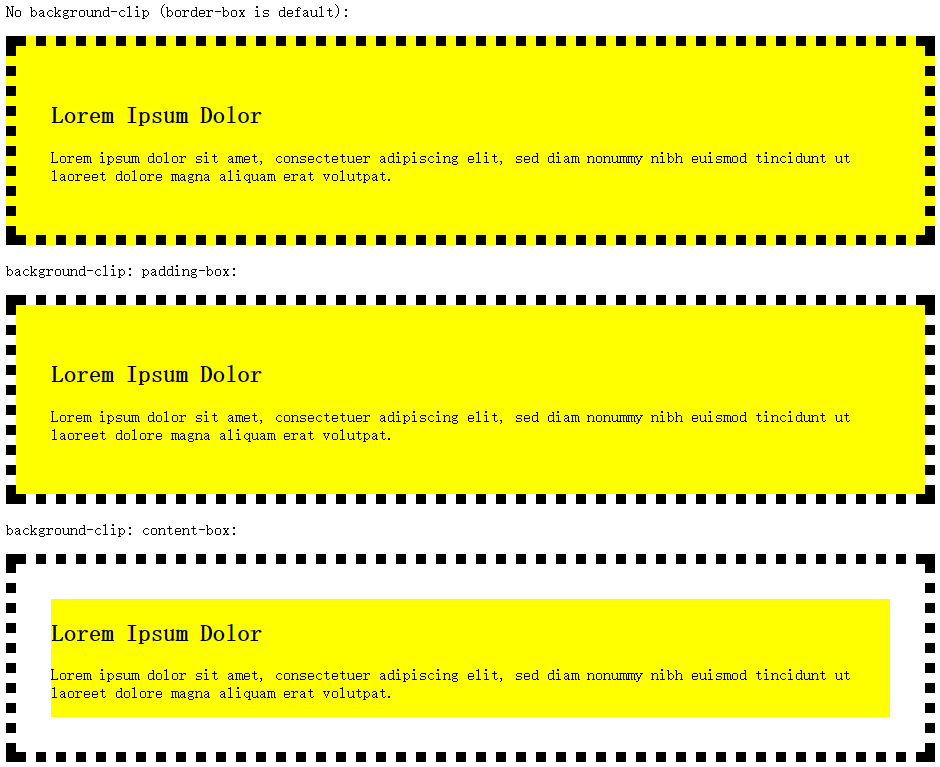 No background-clip (border-box is default):
Lorem Ipsum Dolor
Lorem ipsum dolor sit amet, consectetuer adipiscing elit, sed diam nonummy nibh euismod tincidunt ut
laoreet dolore magna aliquam erat volutpat.
background-clip: padding-box:
Lorem Ipsum Dolor
Lorem ipsum dolor sit amet, consectetuer adipiscing elit, sed diam nonummy nibh euismod tincidunt ut
laoreet dolore magna aliquam erat volutpat.
background-clip: content-box:
Lorem Ipsum Dolor
Lorem ipsum dolor sit amet, consectetuer adipiscing elit, sed diam nonummy nibh euismod tincidunt ut
laoreet dolore magna aliquam erat volutpat.